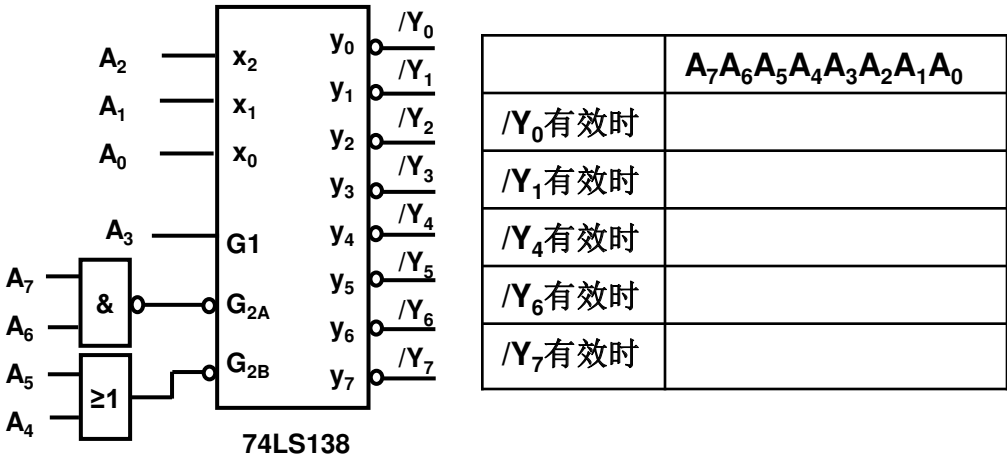 A₂ x₂ y₀ /Y₀
A₁ x₁ y₁ /Y₁
A₀ x₀ y₂ /Y₂
y₃ /Y₃
A₃ G1 y₄ /Y₄
A₇ & G₂A y₅ /Y₅
A₆ y₆ /Y₆
A₅ ≥1 G₂B y₇ /Y₇
A₄
74LS138
A₇A₆A₅A₄A₃A₂A₁A₀
/Y₀有效时
/Y₁有效时
/Y₄有效时
/Y₆有效时
/Y₇有效时